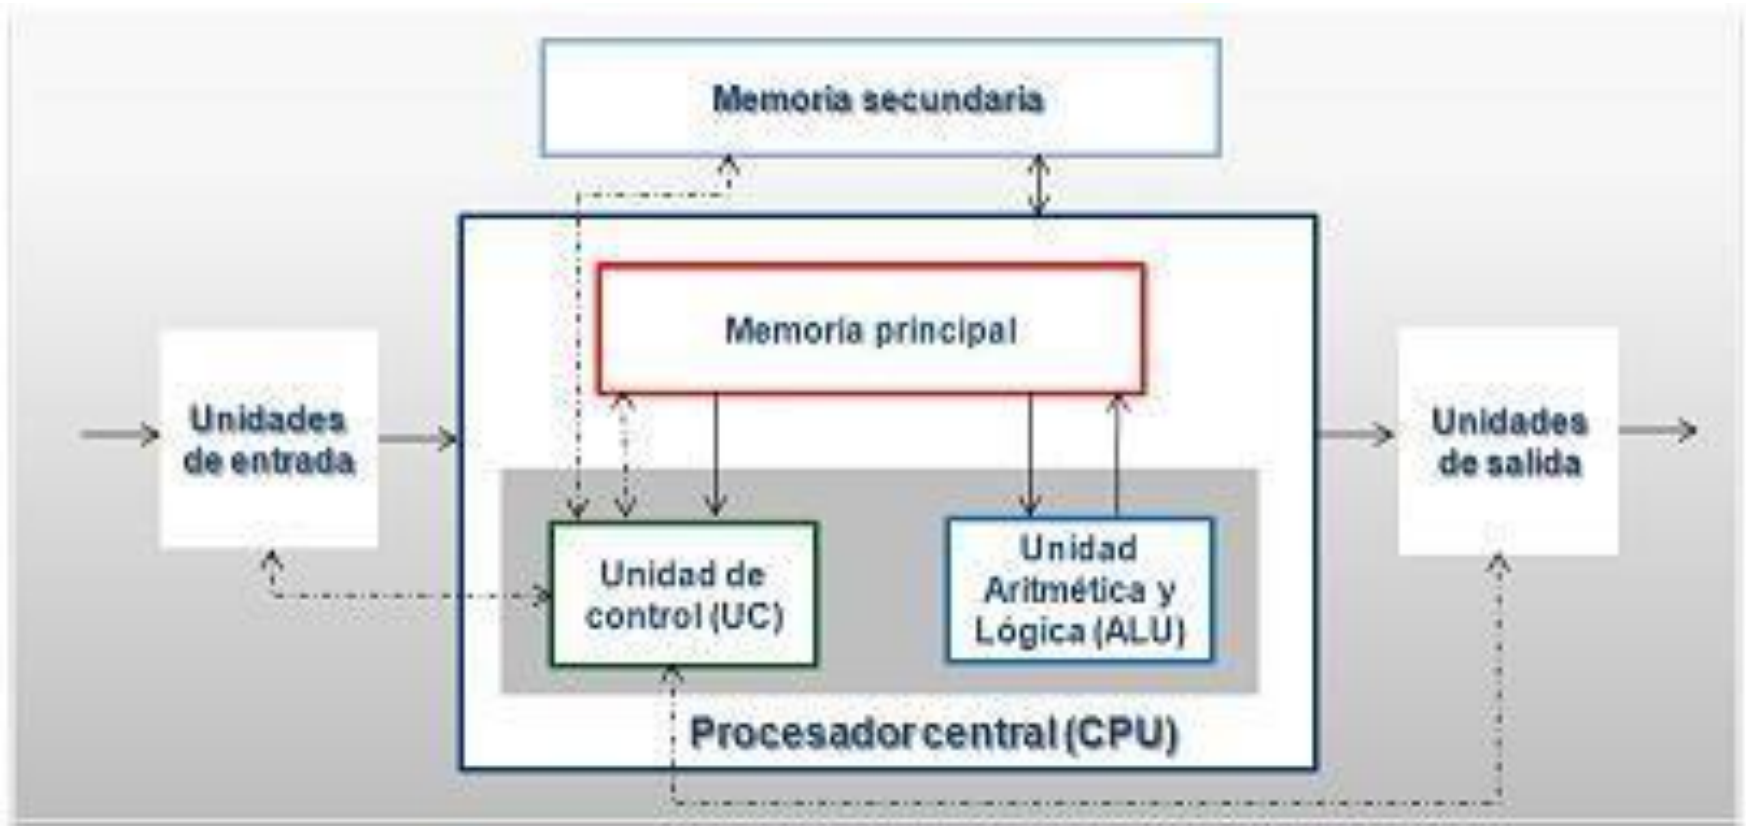 Memoria secundaria
Memoria principal
Unidades
de entrada
Unidades
de salida
Unidad de
control (UC)
Unidad
Aritmética y
Lógica (ALU)
Procesador central (CPU)